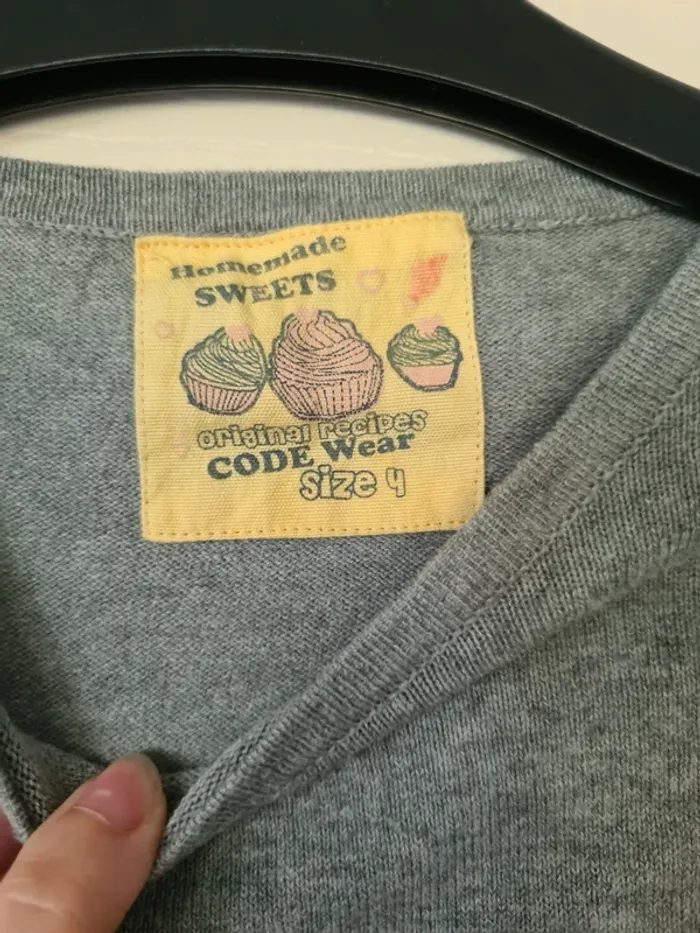 Homemade
SWEETS
original recipes
CODE Wear
Size 4